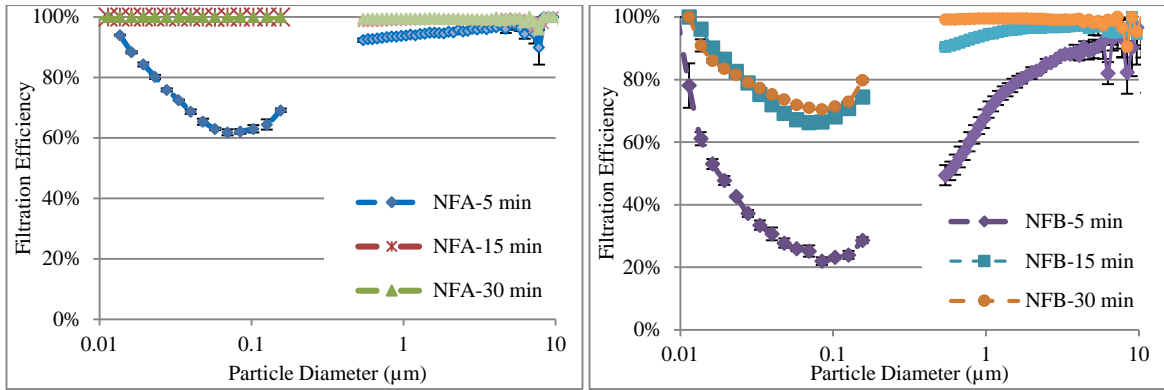 100%
80%
60%
40%
20%
0%
Filtration Efficiency
NFA-5 min
NFA-15 min
NFA-30 min
0.01
0.1
1
10
Particle Diameter (µm)
100%
80%
60%
40%
20%
0%
Filtration Efficiency
NFB-5 min
NFB-15 min
NFB-30 min
0.01
0.1
1
10
Particle Diameter (µm)